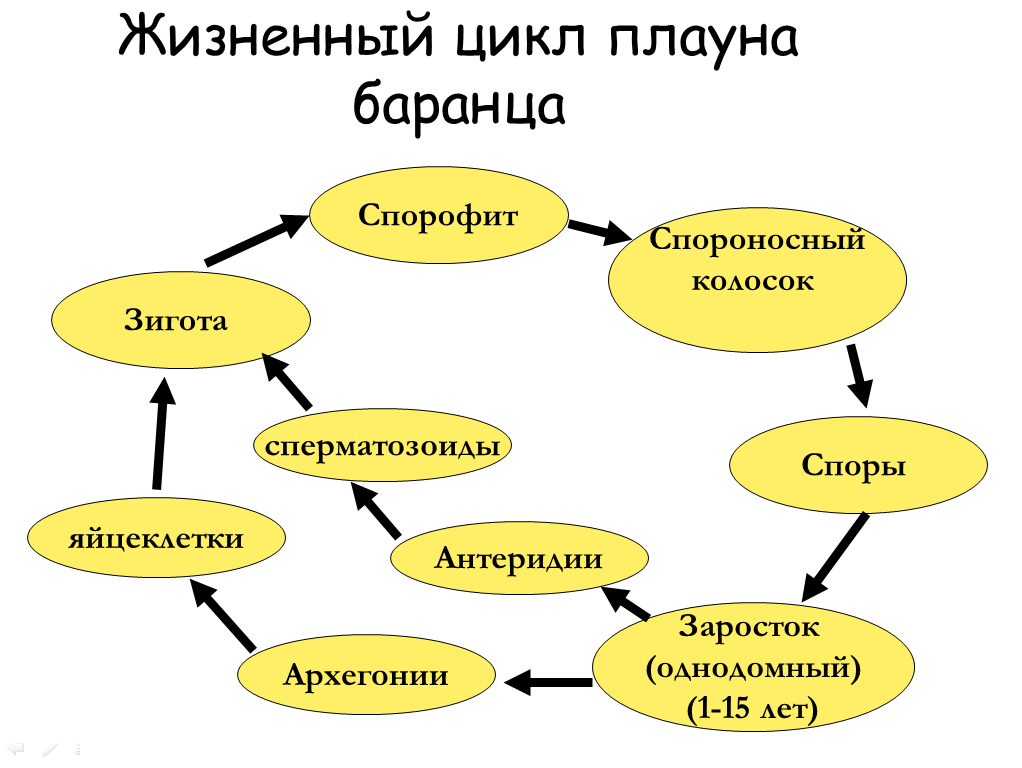 Жизненный цикл плауна
баранца
Спорофит
Спороносный
колосок
Зигота
сперматозоиды
Споры
яйцеклетки
Антеридии
Заросток
(однодомный)
(1-15 лет)
Архегонии